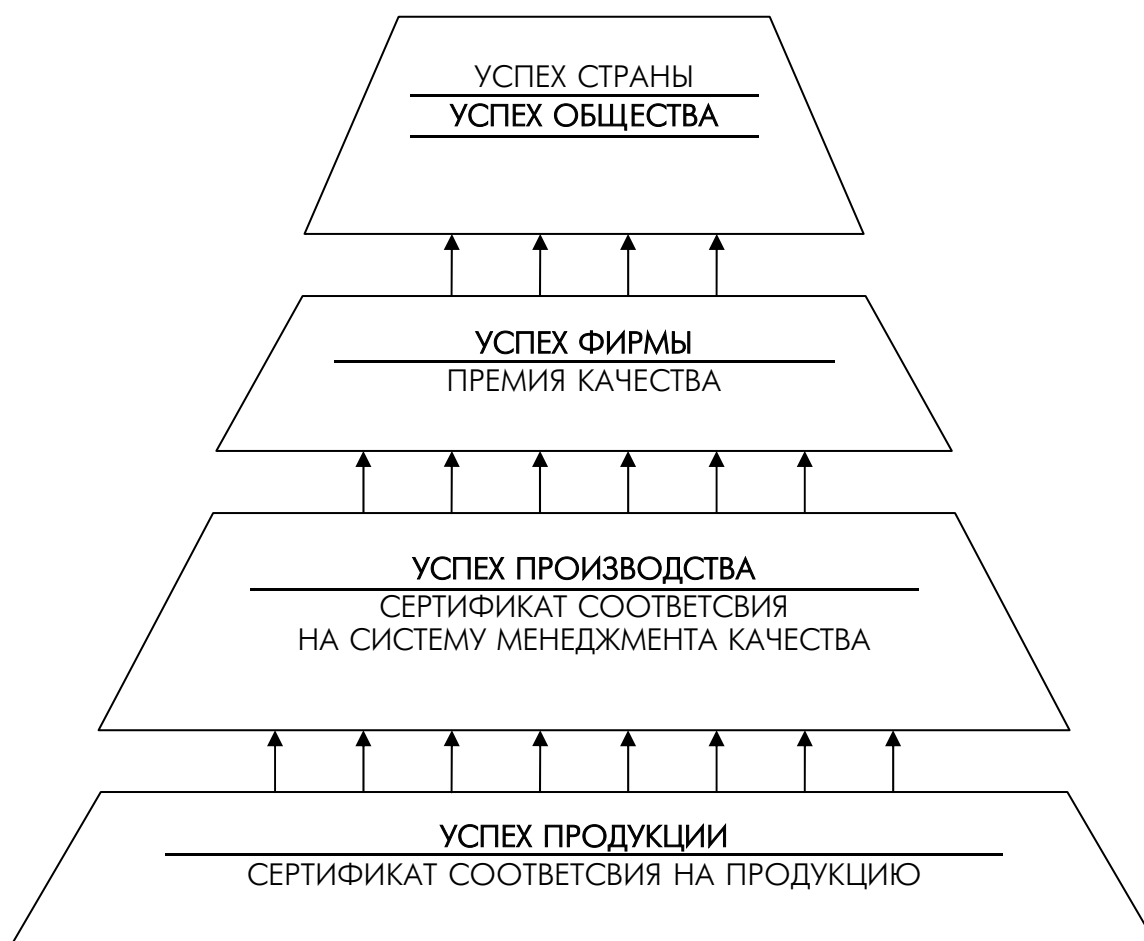 УСПЕХ СТРАНЫ
УСПЕХ ОБЩЕСТВА
УСПЕХ ФИРМЫ
ПРЕМИЯ КАЧЕСТВА
УСПЕХ ПРОИЗВОДСТВА
СЕРТИФИКАТ СООТВЕТСВИЯ
НА СИСТЕМУ МЕНЕДЖМЕНТА КАЧЕСТВА
УСПЕХ ПРОДУКЦИИ
СЕРТИФИКАТ СООТВЕТСВИЯ НА ПРОДУКЦИЮ